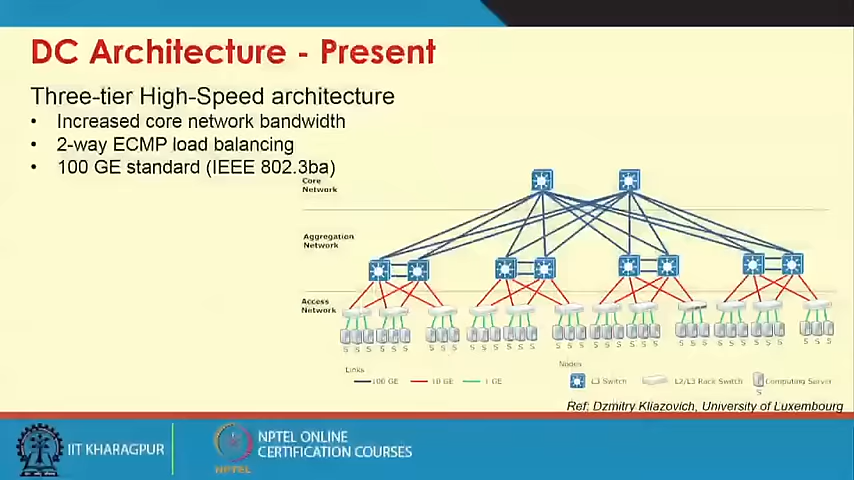 DC Architecture - Present
Three-tier High-Speed architecture
• Increased core network bandwidth
• 2-way ECMP load balancing
• 100 GE standard (IEEE 802.3ba)
Core
Network
Aggregation
Network
Access
Network
S S S S S S S S S S S S S S S S S S S S S S
Links
Nodes
100 GE 10 GE 1 GE
L3 Switch L2/L3 Rack Switch Computing Server
S
Ref: Dzmitry Kliazovich, University of Luxembourg
IIT KHARAGPUR
NPTEL
NPTEL ONLINE
CERTIFICATION COURSES